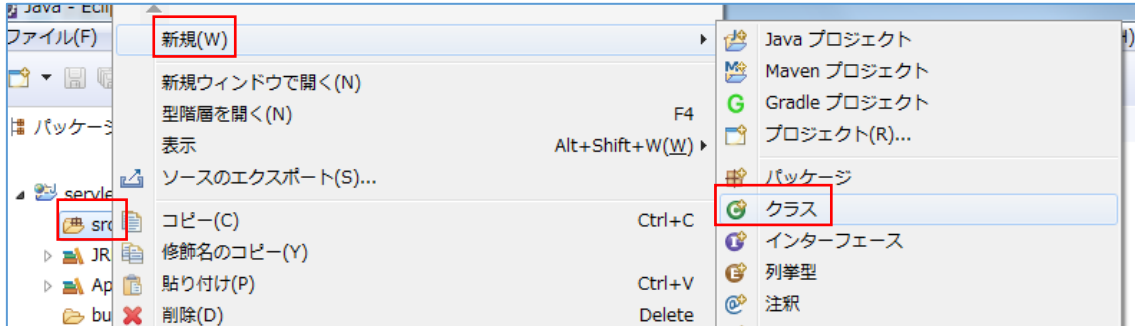 Java - Ecli
ファイル(F)
パッケージ
servle
src
JR
Ap
bu
新規(W)
新規ウィンドウで開く(N)
型階層を開く(N) F4
表示 Alt+Shift+W(W)
ソースのエクスポート(S)...
コピー(C) Ctrl+C
修飾名のコピー(Y)
貼り付け(P) Ctrl+V
削除(D) Delete
Java プロジェクト
Maven プロジェクト
Gradle プロジェクト
プロジェクト(R)...
パッケージ
クラス
インターフェース
列挙型
注釈
H)